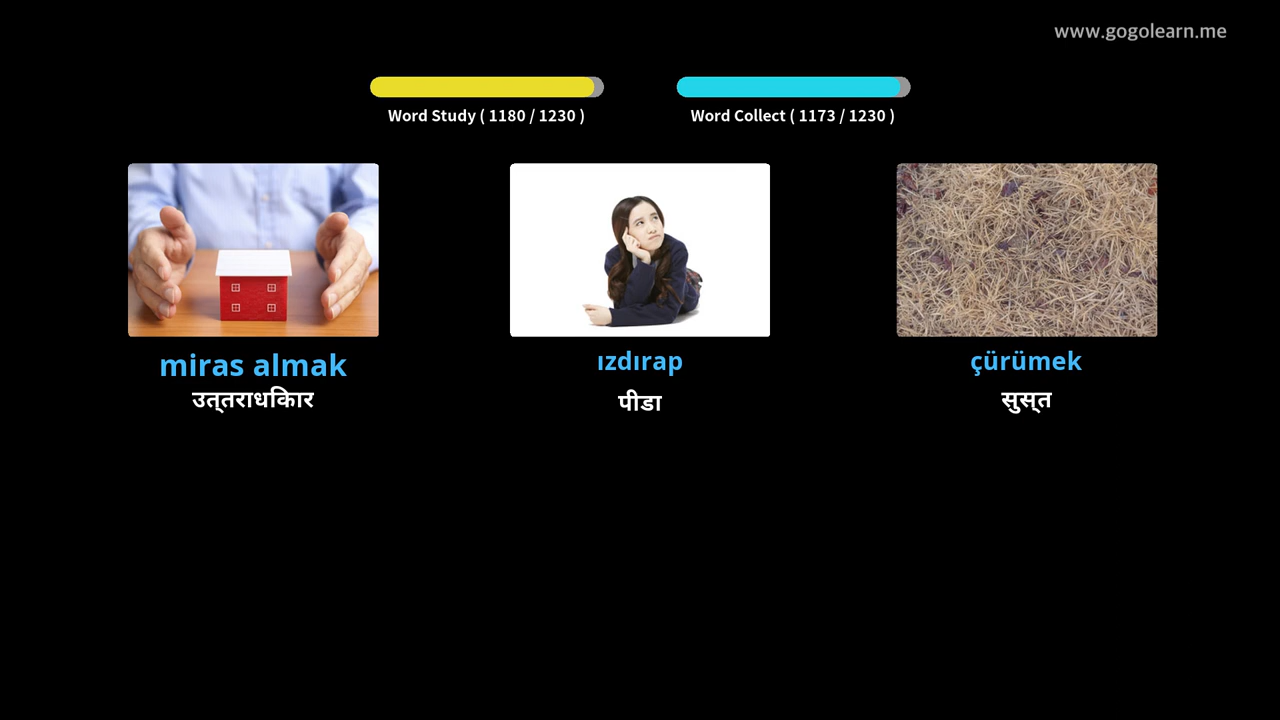 www.gogolearn.me
Word Study ( 1180 / 1230 )
Word Collect ( 1173 / 1230 )
miras almak
उत्तराधिकार
ızdırap
पीडा
çürümek
सुस्त